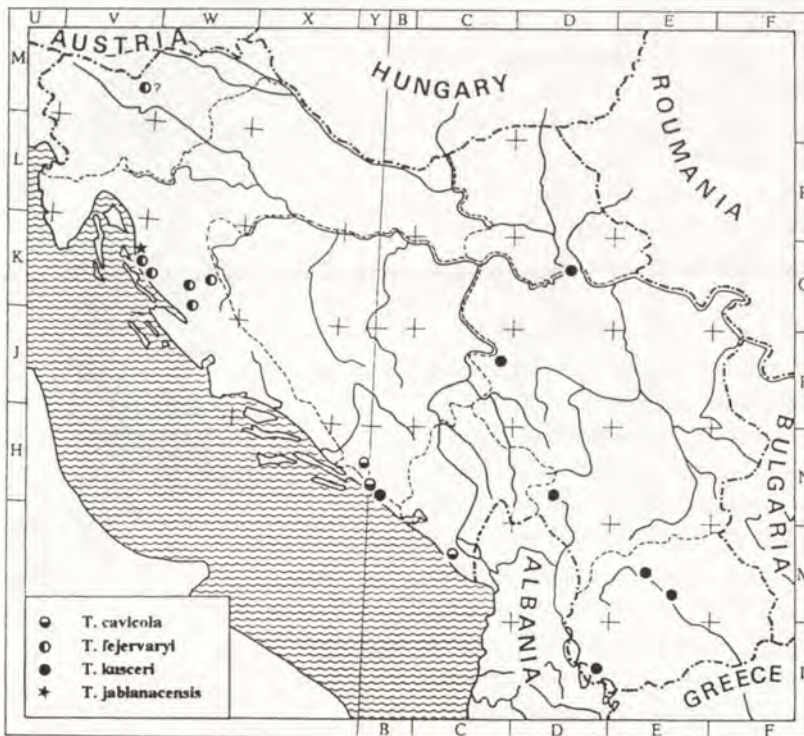 U V W X Y B C D E F
AUSTRIA
HUNGARY
ROUMANIA
BULGARIA
GREECE
ALBANIA
M
L
K
J
H
?
T. cavicola
T. fejervaryi
T. kusceri
T. jablanacensis
B C D E F